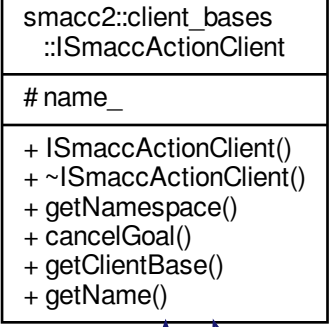 smacc2::client_bases
::ISmaccActionClient
# name_
+ ISmaccActionClient()
+ ~ISmaccActionClient()
+ getNamespace()
+ cancelGoal()
+ getClientBase()
+ getName()